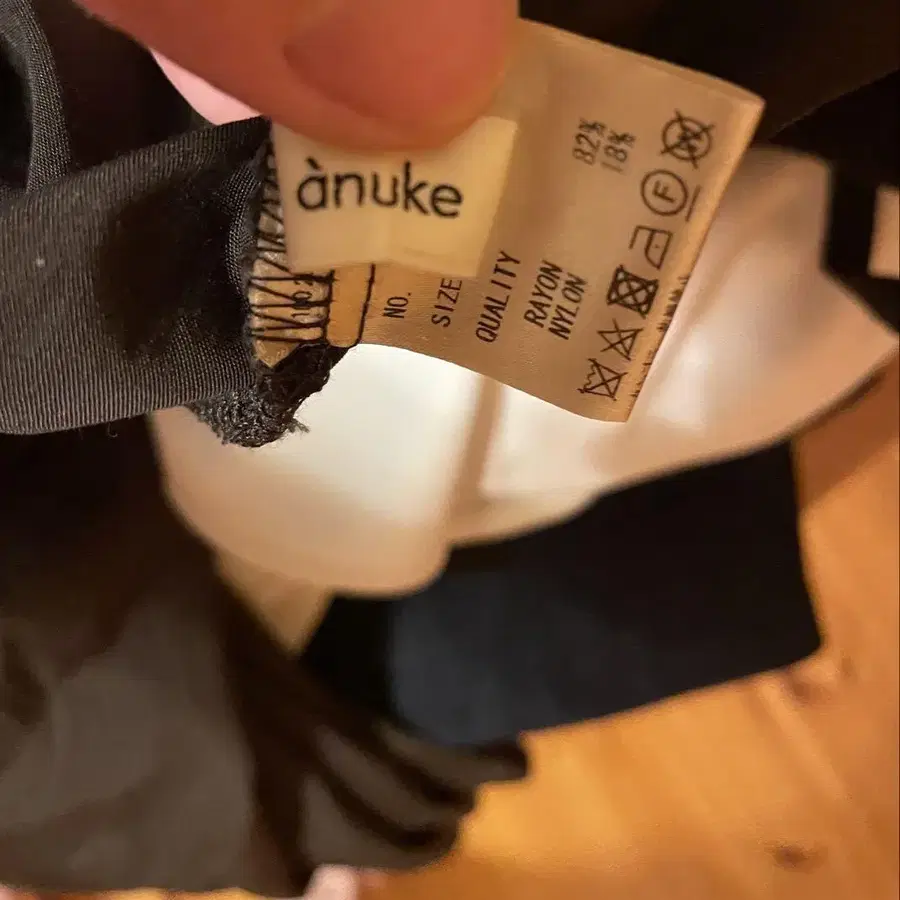 ànuke
NO.
SIZE
QUALITY
RAYON 82%
NYLON 18%
F